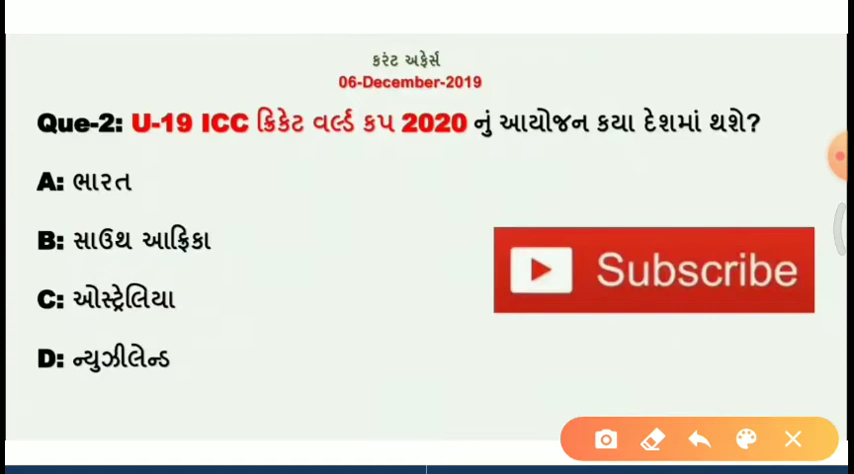 કરંટ અફેર્સ
06-December-2019
Que-2: U-19 ICC ક્રિકેટ વર્લ્ડ કપ 2020 નું આયોજન કયા દેશમાં થશે?
A: ભારત
B: સાઉથ આફ્રિકા
Subscribe
C: ઓસ્ટ્રેલિયા
D: ન્યુઝીલેન્ડ